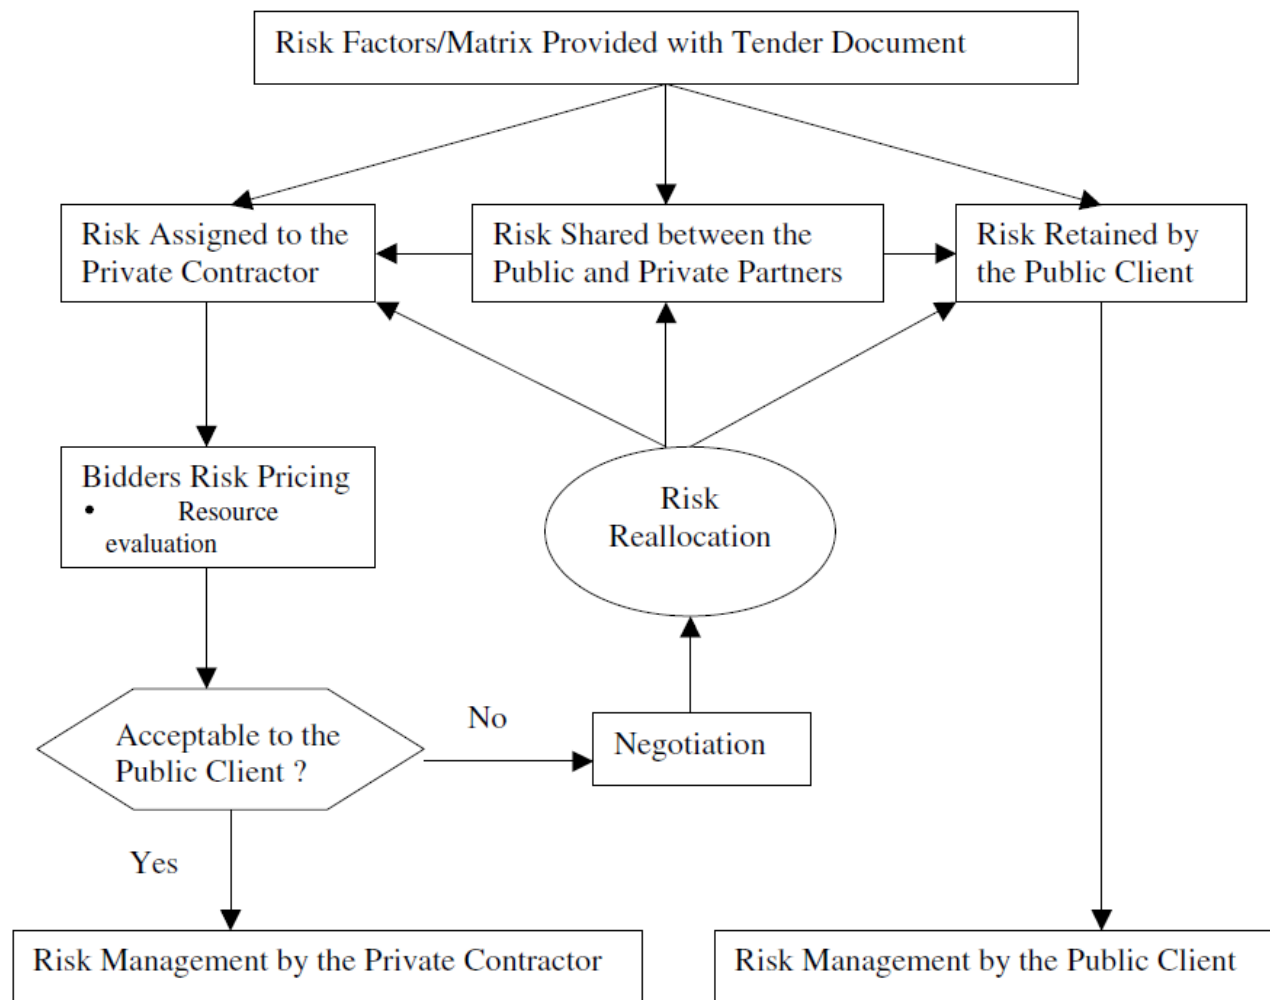 Risk Factors/Matrix Provided with Tender Document
Risk Assigned to the
Private Contractor
Risk Shared between the
Public and Private Partners
Risk Retained by
the Public Client
Bidders Risk Pricing
• Resource
evaluation
Risk
Reallocation
Acceptable to the
Public Client ?
No
Negotiation
Yes
Risk Management by the Private Contractor
Risk Management by the Public Client